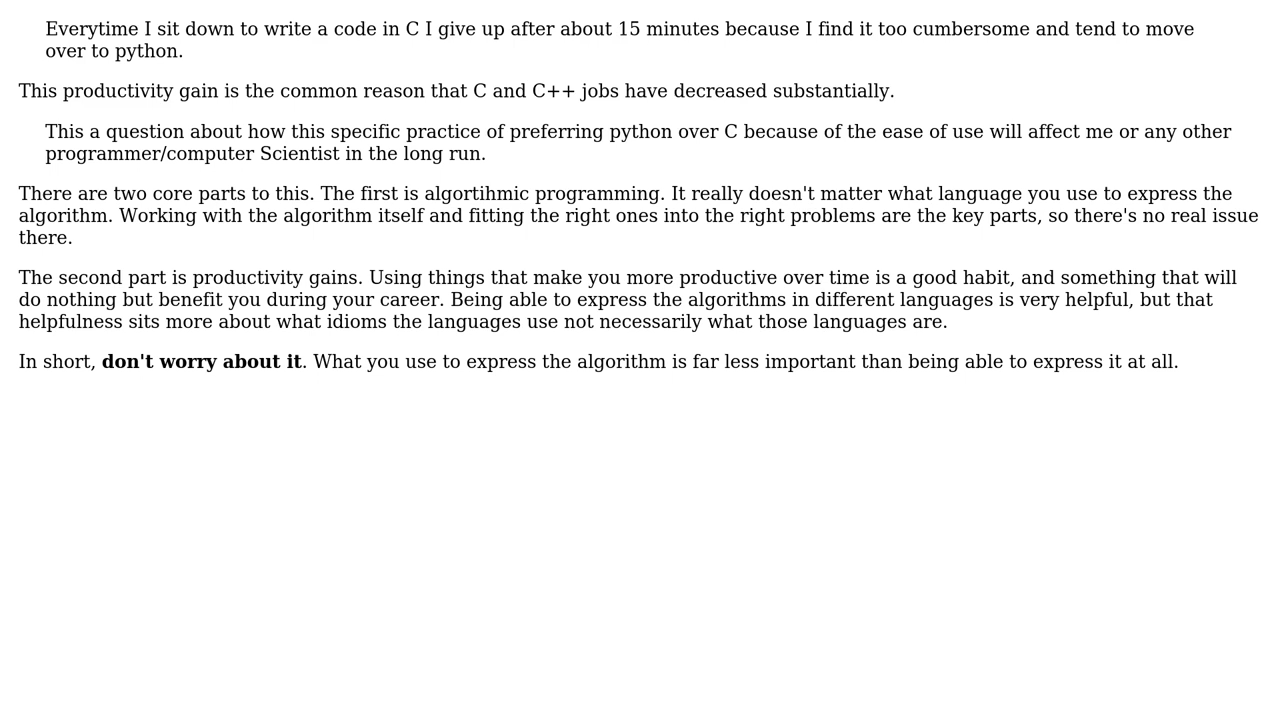 Everytime I sit down to write a code in C I give up after about 15 minutes because I find it too cumbersome and tend to move
over to python.
This productivity gain is the common reason that C and C++ jobs have decreased substantially.
This a question about how this specific practice of preferring python over C because of the ease of use will affect me or any other
programmer/computer Scientist in the long run.
There are two core parts to this. The first is algortihmic programming. It really doesn't matter what language you use to express the
algorithm. Working with the algorithm itself and fitting the right ones into the right problems are the key parts, so there's no real issue
there.
The second part is productivity gains. Using things that make you more productive over time is a good habit, and something that will
do nothing but benefit you during your career. Being able to express the algorithms in different languages is very helpful, but that
helpfulness sits more about what idioms the languages use not necessarily what those languages are.
In short, don't worry about it. What you use to express the algorithm is far less important than being able to express it at all.